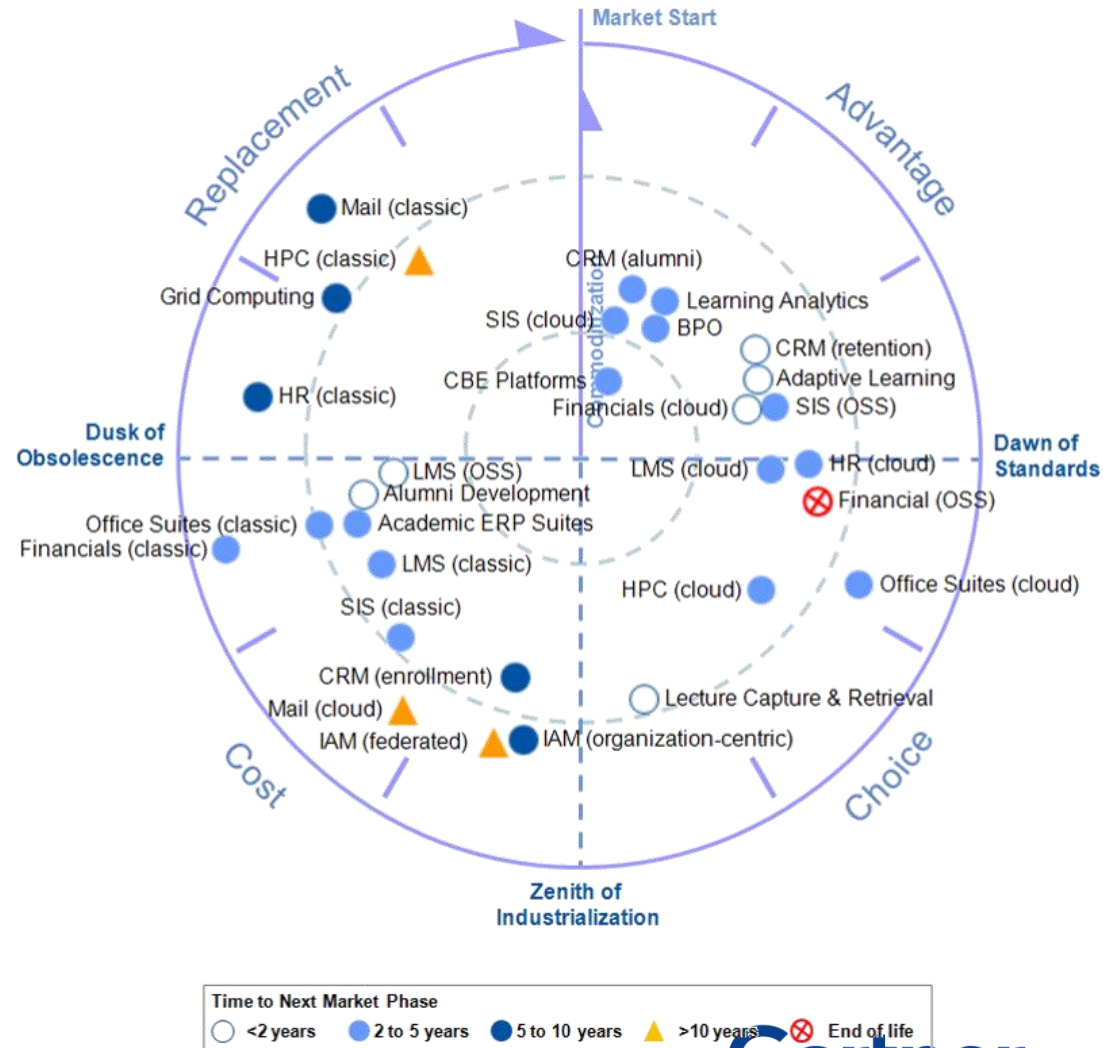 Market Start
Replacement
Advantage
Mail (classic)
HPC (classic)
CRM (alumni)
Grid Computing
Learning Analytics
SIS (cloud)
BPO
Commoditization
CRM (retention)
CBE Platforms
Adaptive Learning
HR (classic)
Financials (cloud)
SIS (OSS)
Dusk of
Obsolescence
Dawn of
Standards
LMS (OSS)
LMS (cloud)
HR (cloud)
Alumni Development
Financial (OSS)
Office Suites (classic)
Academic ERP Suites
Financials (classic)
LMS (classic)
HPC (cloud)
Office Suites (cloud)
SIS (classic)
CRM (enrollment)
Lecture Capture & Retrieval
Mail (cloud)
IAM (federated)
IAM (organization-centric)
Cost
Choice
Zenith of
Industrialization
Time to Next Market Phase
<2 years
2 to 5 years
5 to 10 years
>10 years
End of life
Gartner